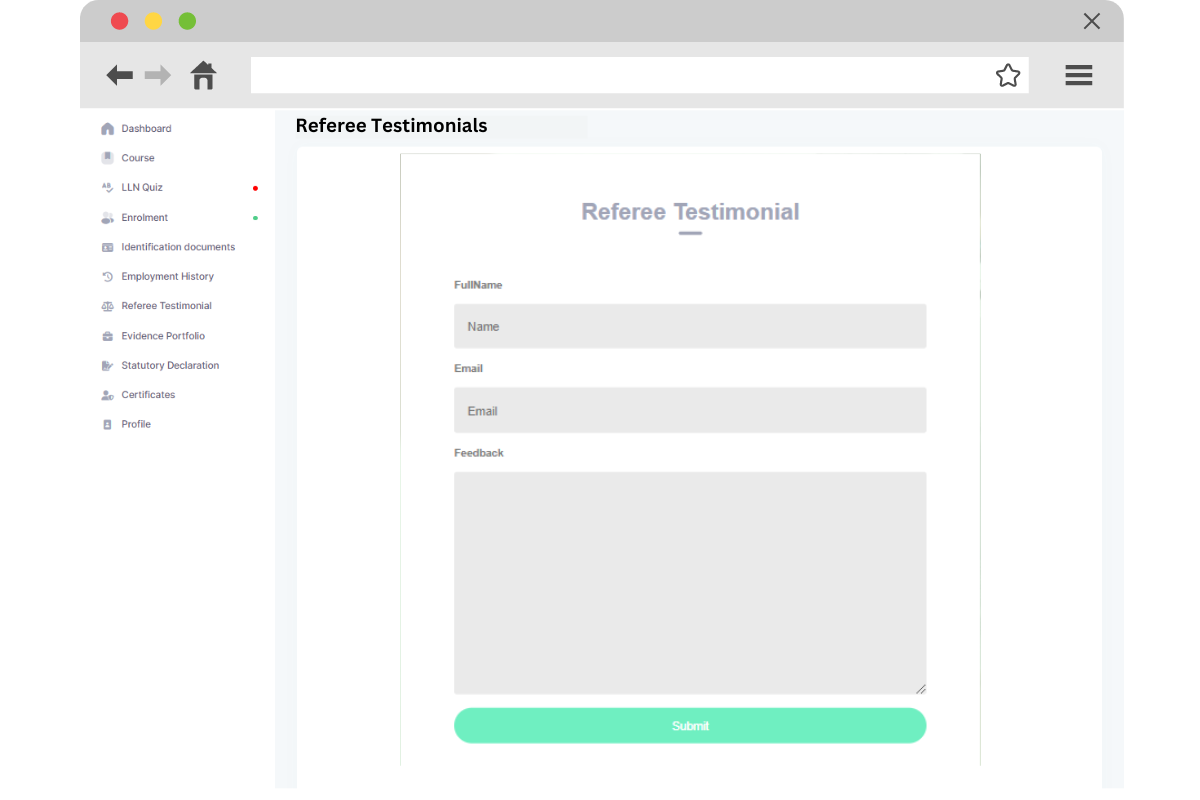 Dashboard
Course
LLN Quiz
Enrolment
Identification documents
Employment History
Referee Testimonial
Evidence Portfolio
Statutory Declaration
Certificates
Profile
Referee Testimonials
Referee Testimonial
FullName
Name
Email
Email
Feedback
Submit